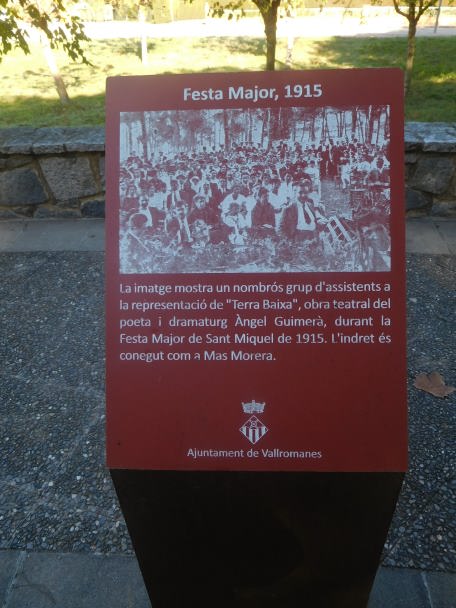 Festa Major, 1915
La imatge mostra un nombrós grup d'assistents a
la representació de "Terra Baixa", obra teatral del
poeta i dramaturg Àngel Guimerà, durant la
Festa Major de Sant Miquel de 1915. L'indret és
conegut com a Mas Morera.
Ajuntament de Vallromanes